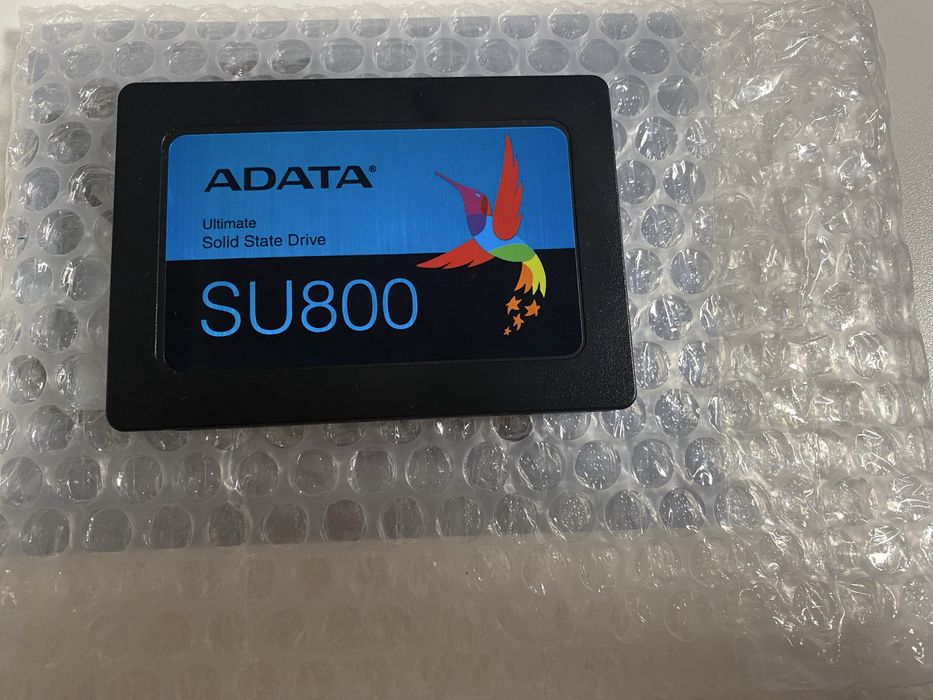 ADATA®
Ultimate
Solid State Drive
SU800